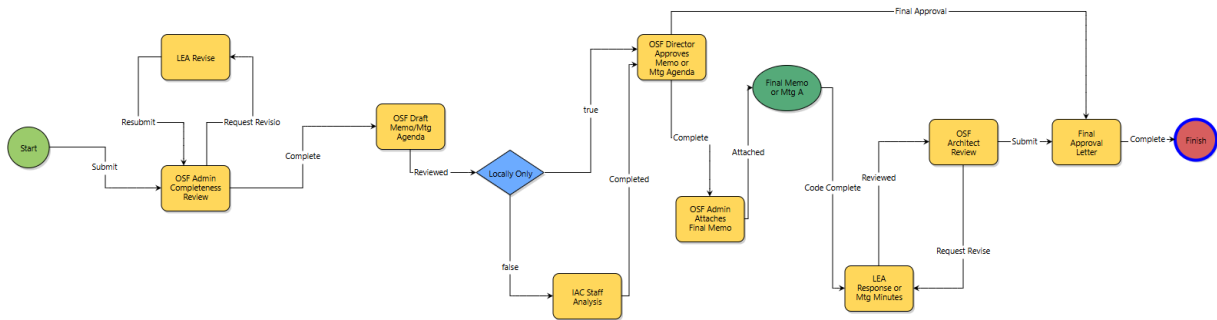 Final Approval
LEA Revise
OSF Director
Approves
Memo or
Mtg Agenda
Final Memo
or Mtg A
Resubmit
Request Revisio
OSF Draft
Memo/Mtg
Agenda
true
Start
Submit
OSF Admin
Completeness
Review
Complete
Reviewed
Locally Only
Completed
Complete
Attached
OSF
Architect
Review
Submit
Final
Approval
Letter
Complete
Finish
Reviewed
Code Complete
OSF Admin
Attaches
Final Memo
Request Revise
false
IAC Staff
Analysis
LEA
Response or
Mtg Minutes